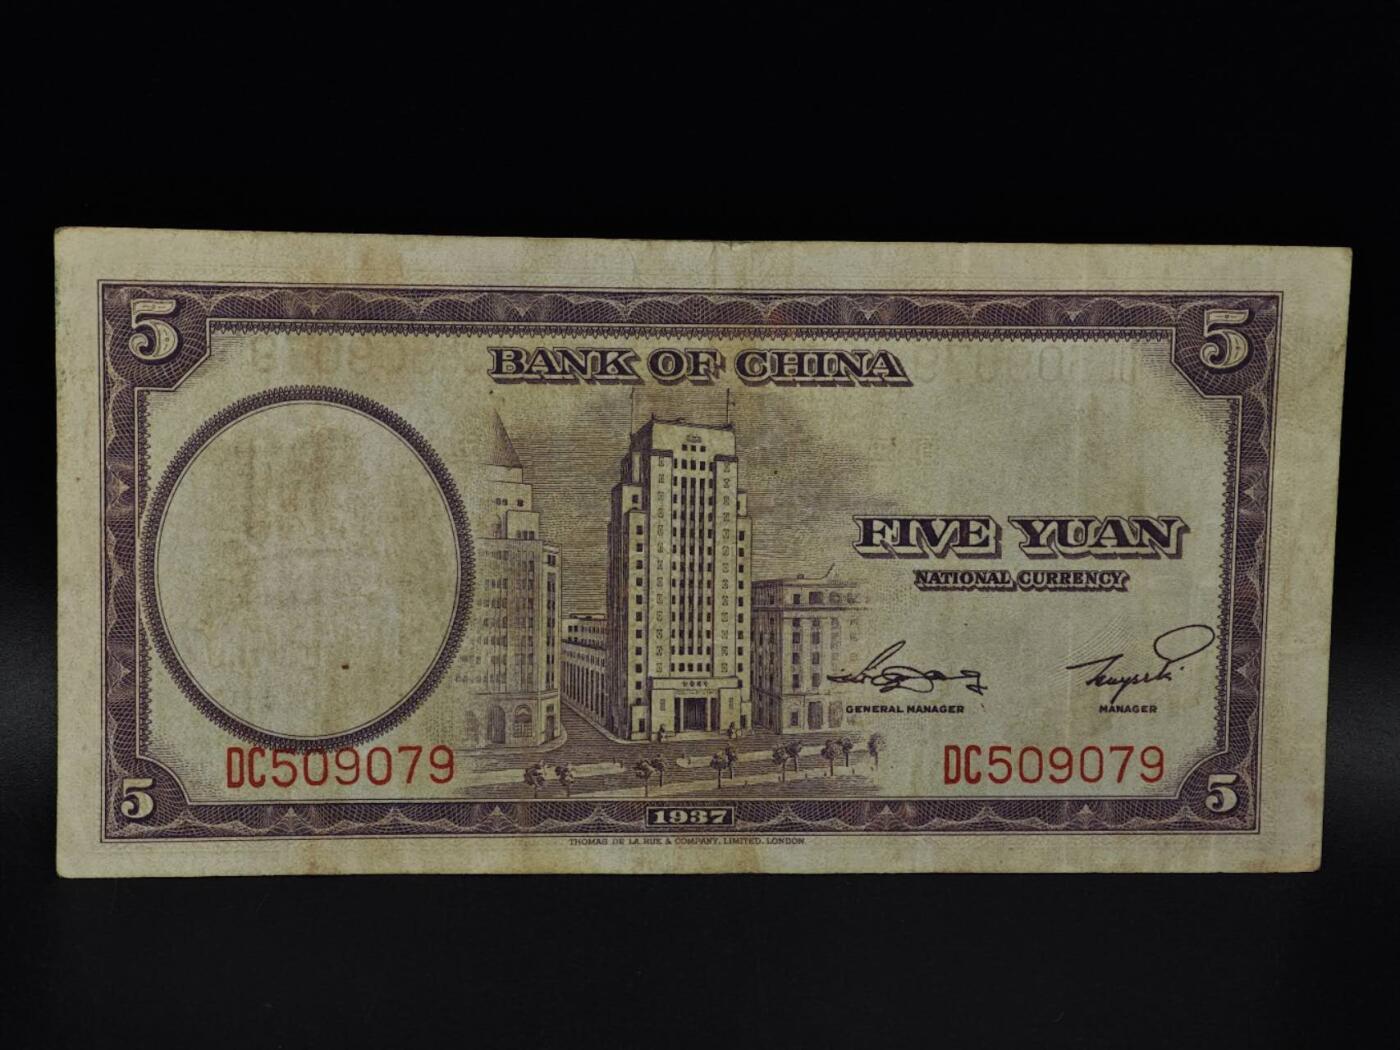 5
5
BANK OF CHINA
FIVE YUAN
NATIONAL CURRENCY
GENERAL MANAGER
MANAGER
DC509079
DC509079
5
5
1937
THOMAS DE LA RUE & COMPANY, LIMITED, LONDON.